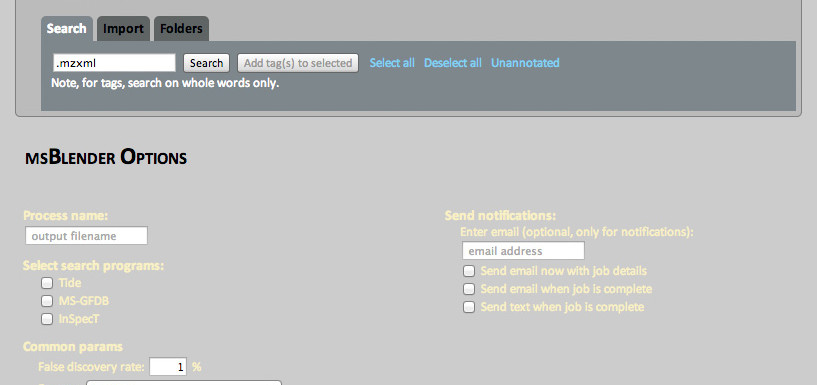 Search Import Folders
.mzxml Search Add tag(s) to selected Select all Deselect all Unannotated
Note, for tags, search on whole words only.
msBlender Options
Process name:
output filename
Select search programs:
Tide
MS-GFDB
InSpecT
Common params
False discovery rate: 1 %
Send notifications:
Enter email (optional, only for notifications):
email address
Send email now with job details
Send email when job is complete
Send text when job is complete